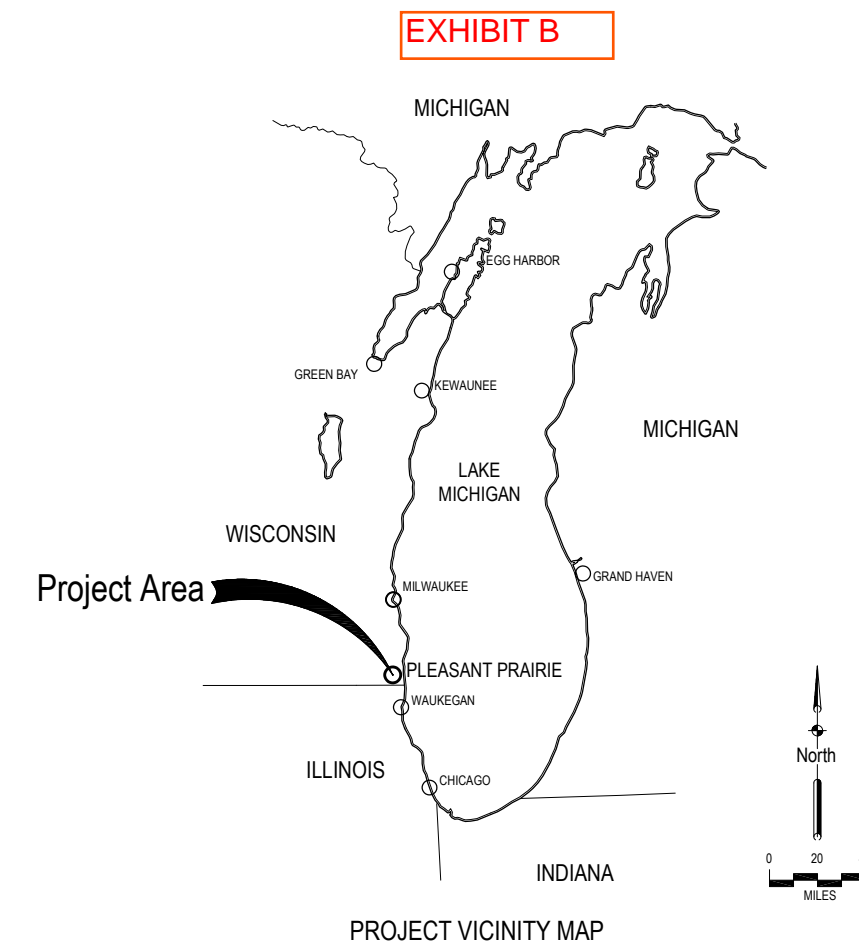 EXHIBIT B
MICHIGAN
EGG HARBOR
GREEN BAY
KEWAUNEE
MICHIGAN
LAKE
MICHIGAN
WISCONSIN
GRAND HAVEN
Project Area
MILWAUKEE
PLEASANT PRAIRIE
WAUKEGAN
North
ILLINOIS
CHICAGO
0 20
MILES
INDIANA
PROJECT VICINITY MAP